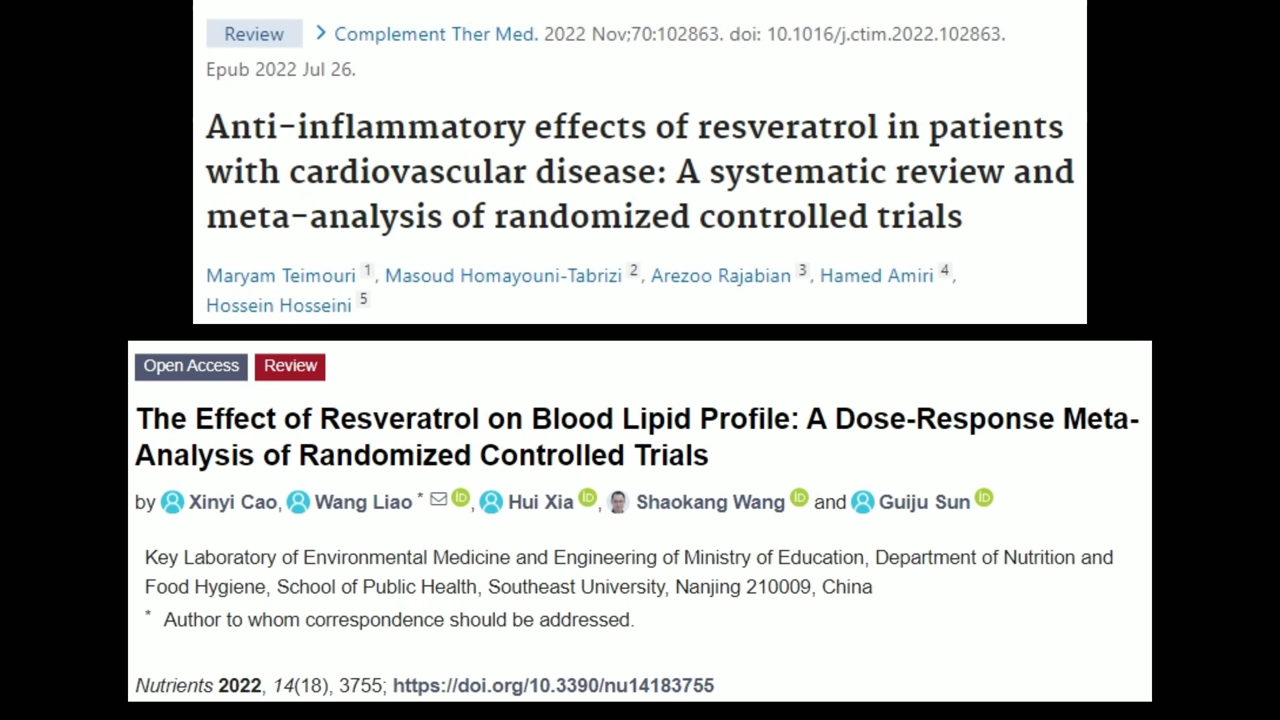 Review > Complement Ther Med. 2022 Nov;70:102863. doi: 10.1016/j.ctim.2022.102863.
Epub 2022 Jul 26.
Anti-inflammatory effects of resveratrol in patients
with cardiovascular disease: A systematic review and
meta-analysis of randomized controlled trials
Maryam Teimouri 1, Masoud Homayouni-Tabrizi 2, Arezoo Rajabian 3, Hamed Amiri 4,
Hossein Hosseini 5
Open Access Review
The Effect of Resveratrol on Blood Lipid Profile: A Dose-Response Meta-
Analysis of Randomized Controlled Trials
by Xinyi Cao, Wang Liao * iD, Hui Xia iD, Shaokang Wang iD and Guiju Sun iD
Key Laboratory of Environmental Medicine and Engineering of Ministry of Education, Department of Nutrition and
Food Hygiene, School of Public Health, Southeast University, Nanjing 210009, China
* Author to whom correspondence should be addressed.
Nutrients 2022, 14(18), 3755; https://doi.org/10.3390/nu14183755